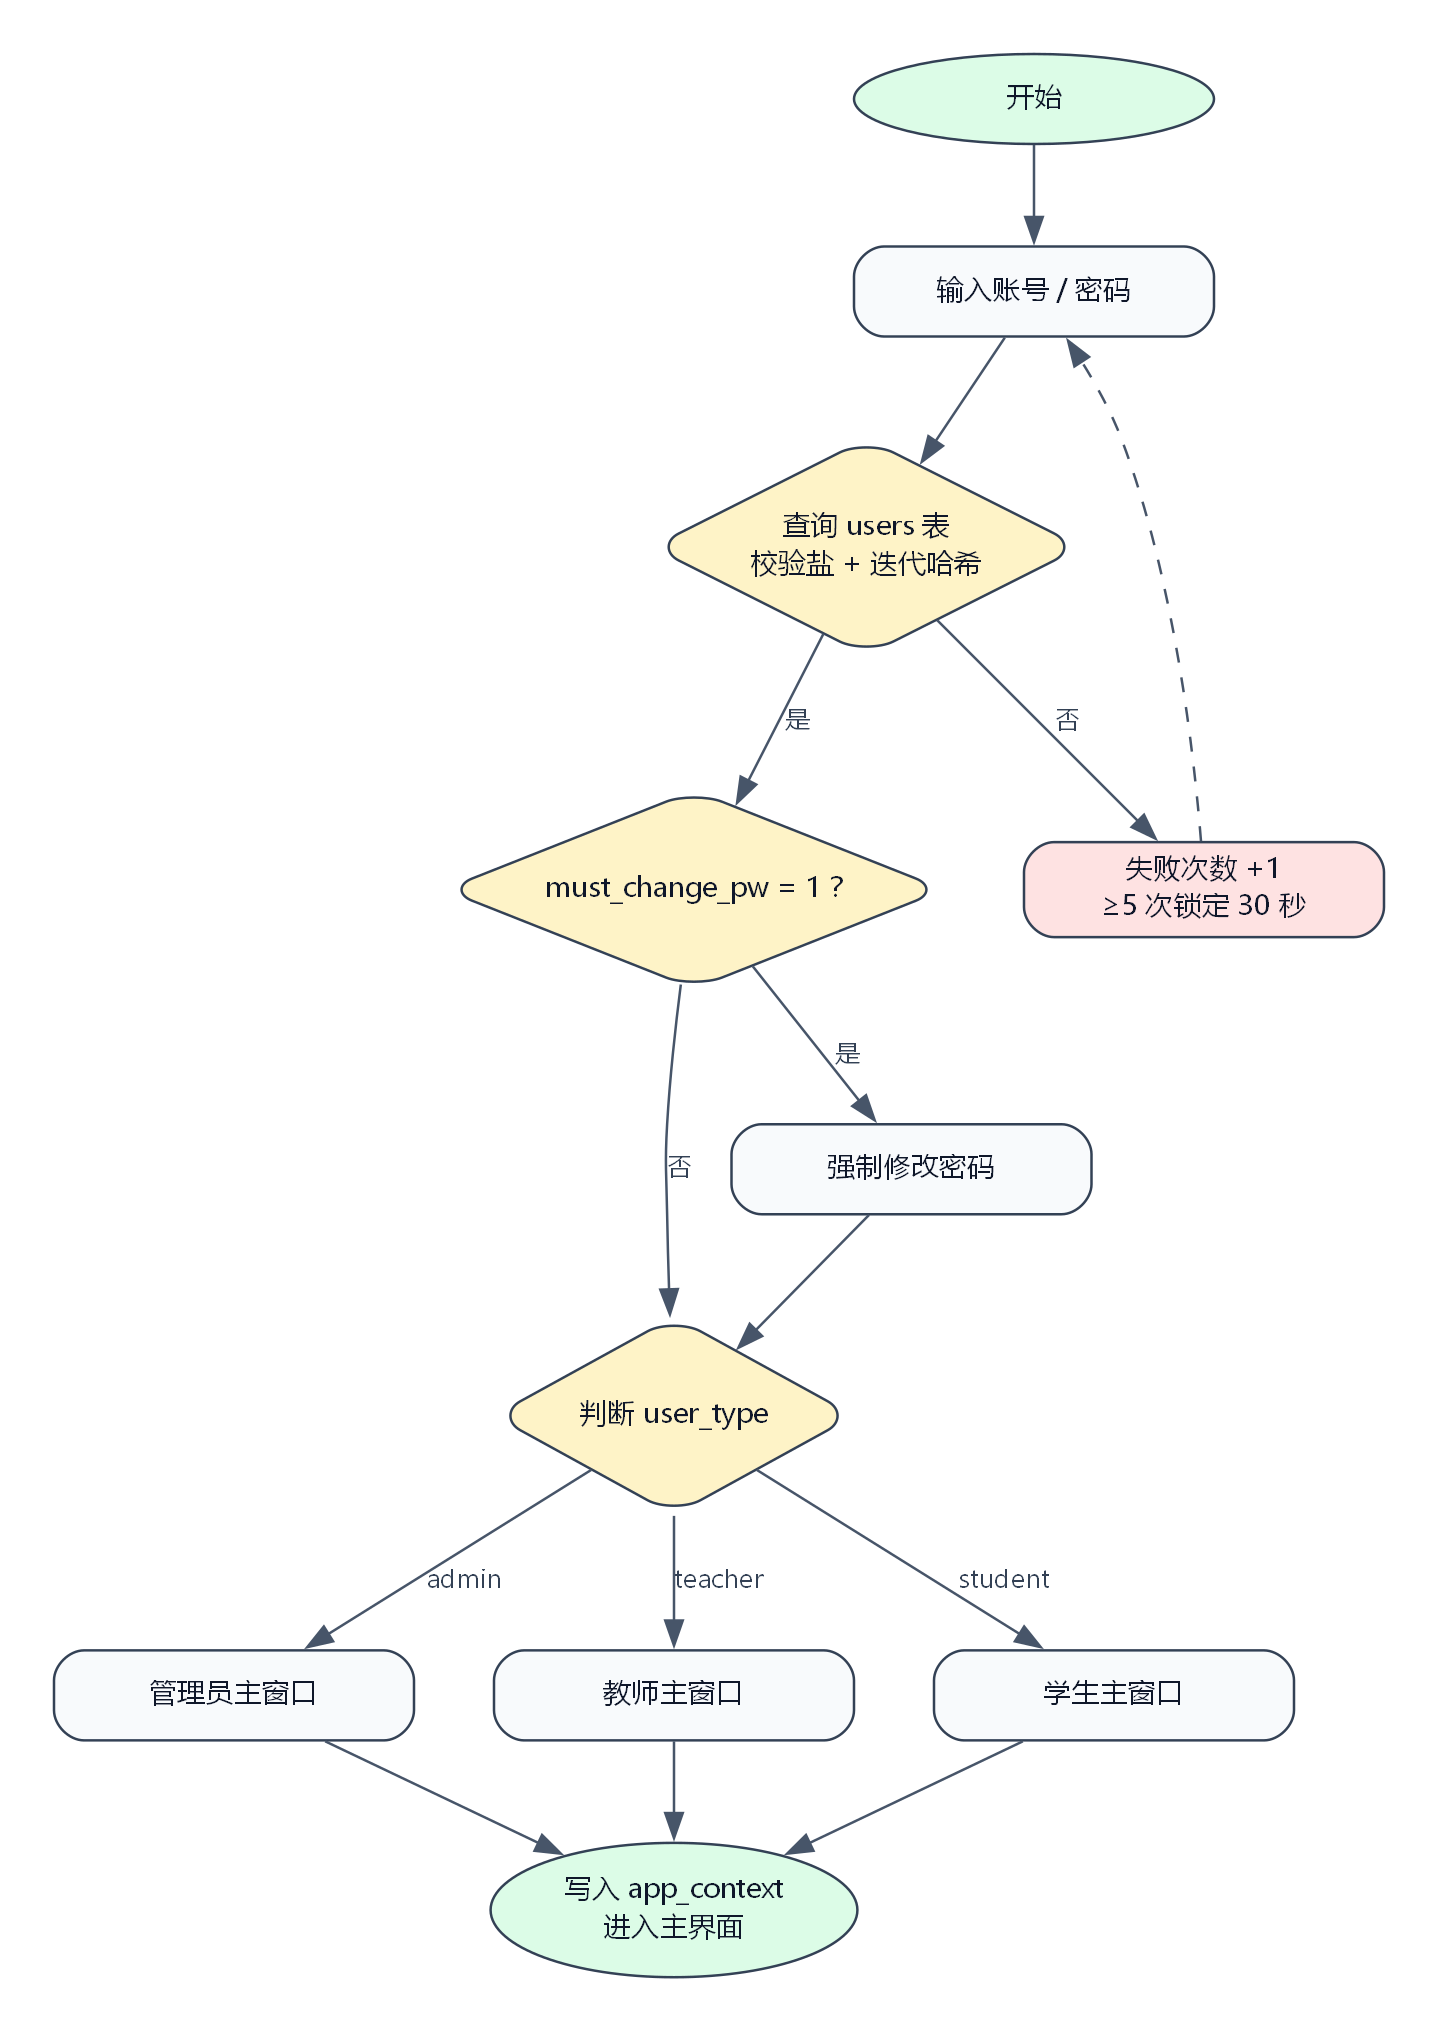 开始
输入账号 / 密码
查询 users 表
校验盐 + 迭代哈希
是
否
must_change_pw = 1 ?
失败次数 +1
≥5 次锁定 30 秒
是
否
强制修改密码
判断 user_type
admin
teacher
student
管理员主窗口
教师主窗口
学生主窗口
写入 app_context
进入主界面